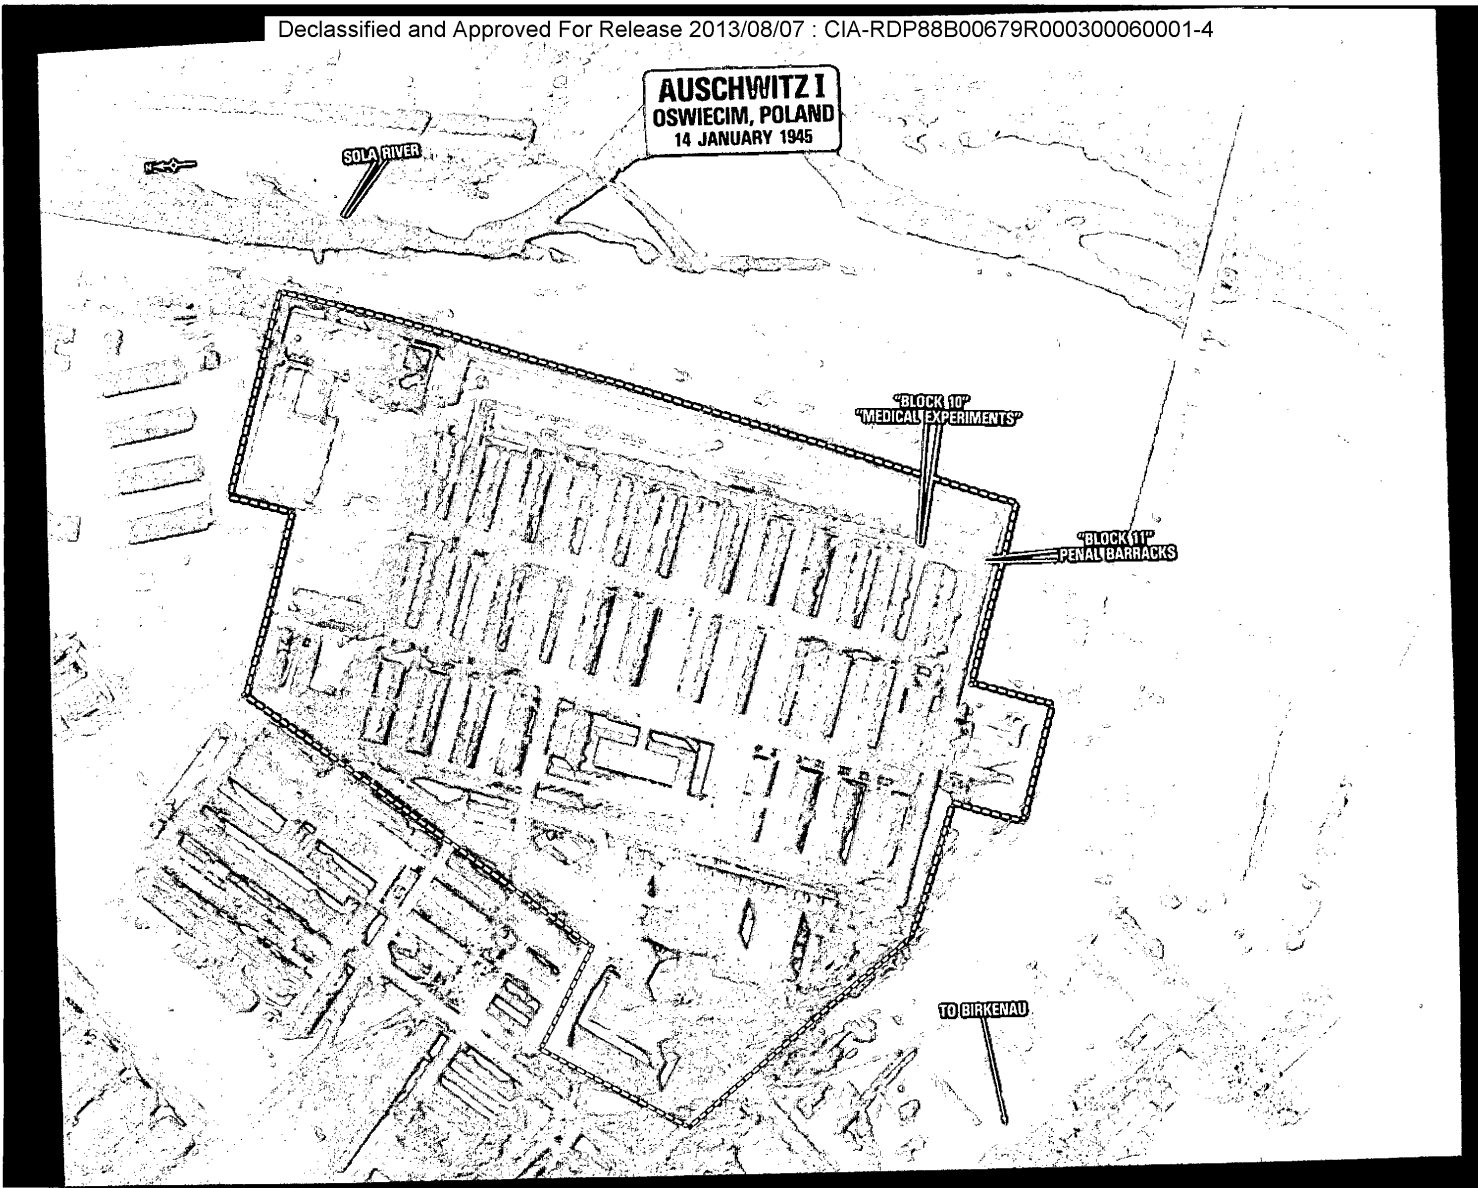 Declassified and Approved For Release 2013/08/07 : CIA-RDP88B00679R000300060001-4
AUSCHWITZ I
OSWIECIM, POLAND
14 JANUARY 1945
N
SOLA RIVER
"BLOCK 10"
"MEDICAL EXPERIMENTS"
"BLOCK 11"
PENAL BARRACKS
TO BIRKENAU